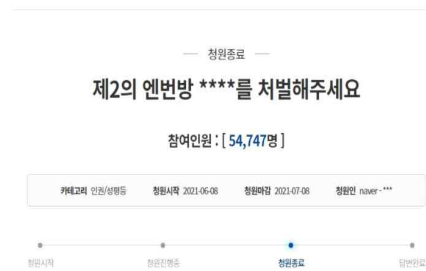 청원종료
제2의 엔번방 ****를 처벌해주세요
참여인원 : [ 54,747명 ]
카테고리 인권/성평등 청원시작 2021-06-08 청원마감 2021-07-08 청원인 naver - ***
청원시작 청원진행중 청원종료 답변완료